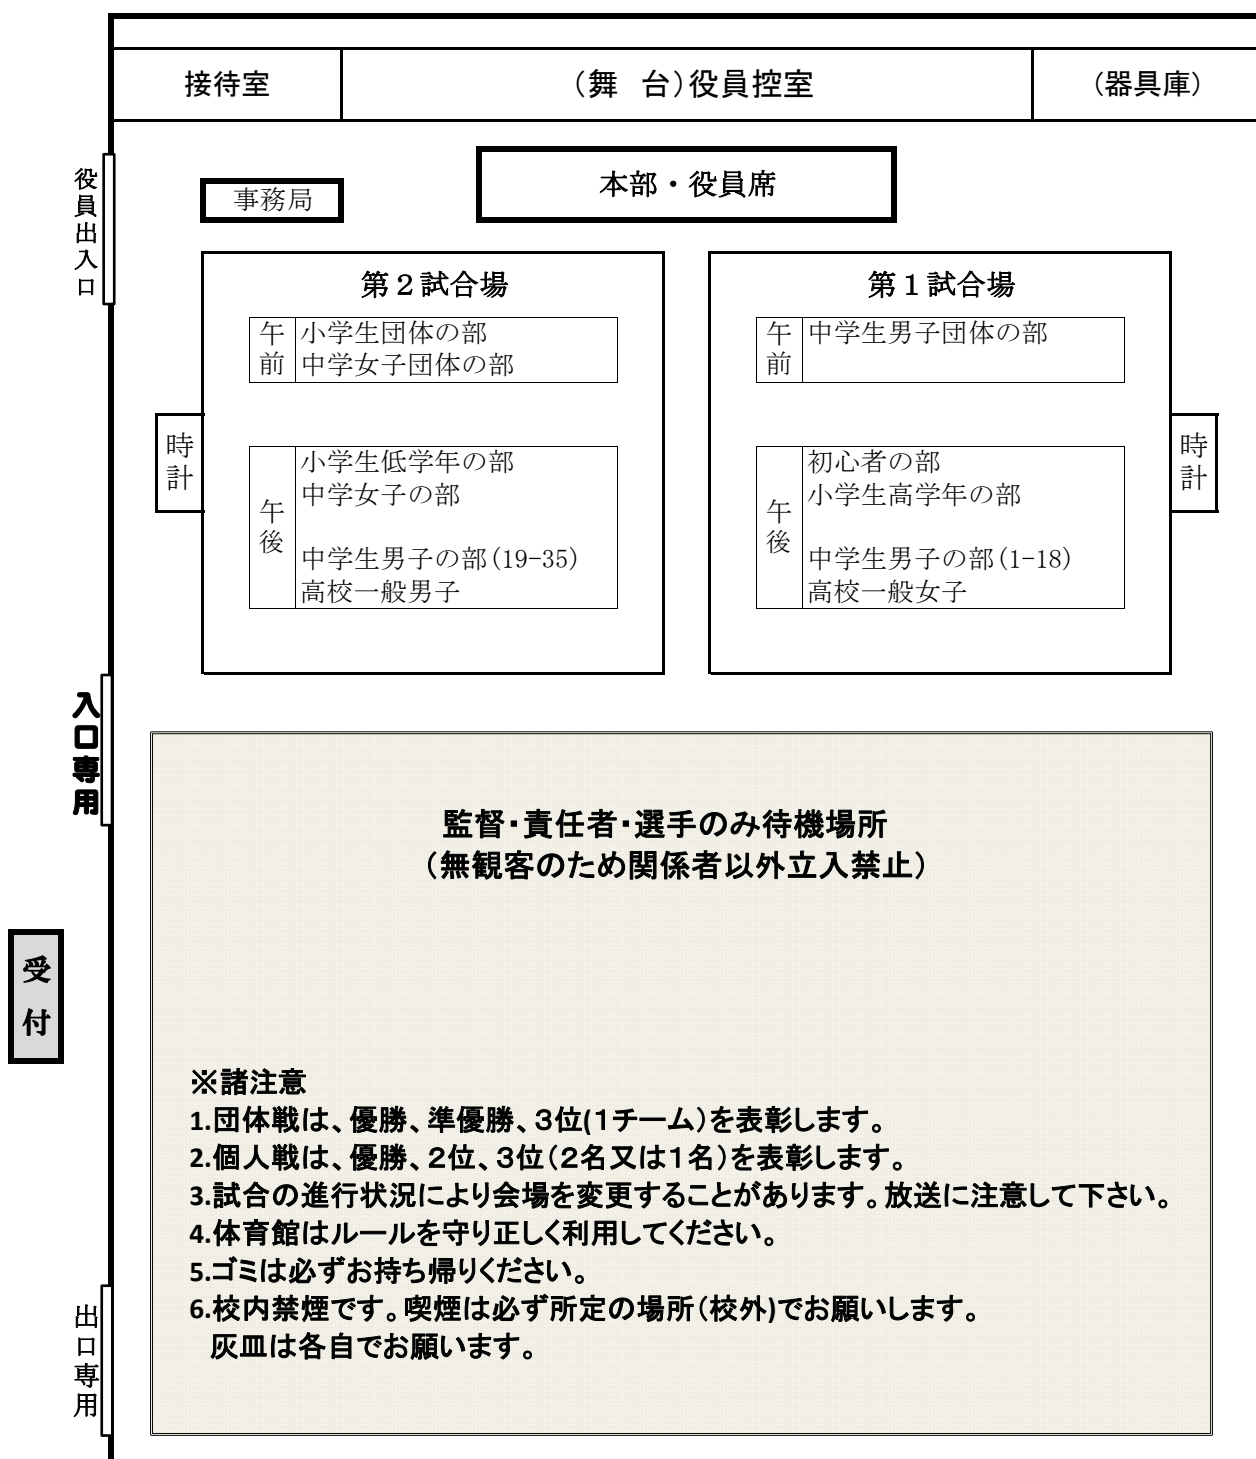 接待室
（舞　台）役員控室
（器具庫）
役員出入口
事務局
本部・役員席
第２試合場
午前
小学生団体の部
中学女子団体の部
時計
午後
小学生低学年の部
中学女子の部
中学生男子の部(19-35)
高校一般男子
第１試合場
午前
中学生男子団体の部
時計
午後
初心者の部
小学生高学年の部
中学生男子の部(1-18)
高校一般女子
入口専用
監督・責任者・選手のみ待機場所
（無観客のため関係者以外立入禁止）
受付
※諸注意
1.団体戦は、優勝、準優勝、３位(１チーム）を表彰します。
2.個人戦は、優勝、２位、３位（２名又は１名）を表彰します。
3.試合の進行状況により会場を変更することがあります。放送に注意して下さい。
4.体育館はルールを守り正しく利用してください。
5.ゴミは必ずお持ち帰りください。
6.校内禁煙です。喫煙は必ず所定の場所（校外)でお願いします。
灰皿は各自でお願います。
出口専用